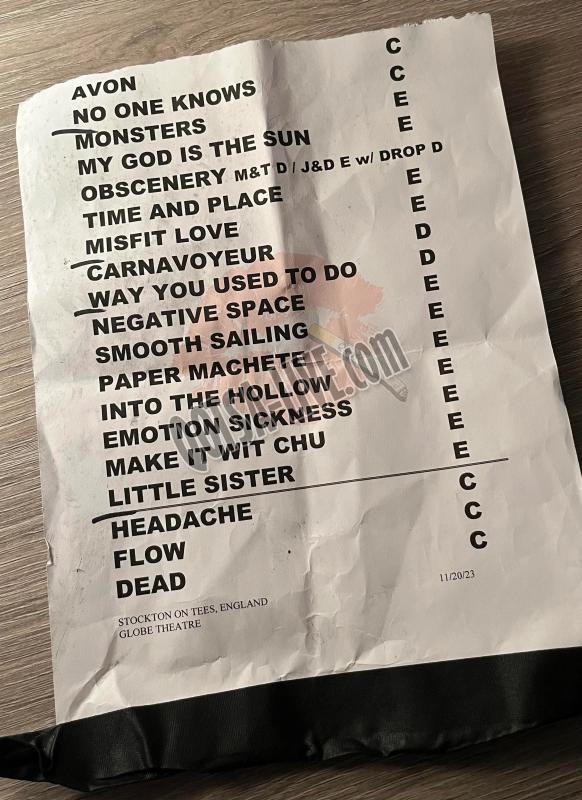 AVON C
NO ONE KNOWS C
MONSTERS E
MY GOD IS THE SUN E
OBSCENERY M&T D / J&D E w/ DROP D
TIME AND PLACE E
MISFIT LOVE E
CARNAVOYEUR D
WAY YOU USED TO DO D
NEGATIVE SPACE E
SMOOTH SAILING E
PAPER MACHETE E
INTO THE HOLLOW E
EMOTION SICKNESS E
MAKE IT WIT CHU E
LITTLE SISTER E
HEADACHE C
FLOW C
DEAD C
STOCKTON ON TEES, ENGLAND 11/20/23
GLOBE THEATRE